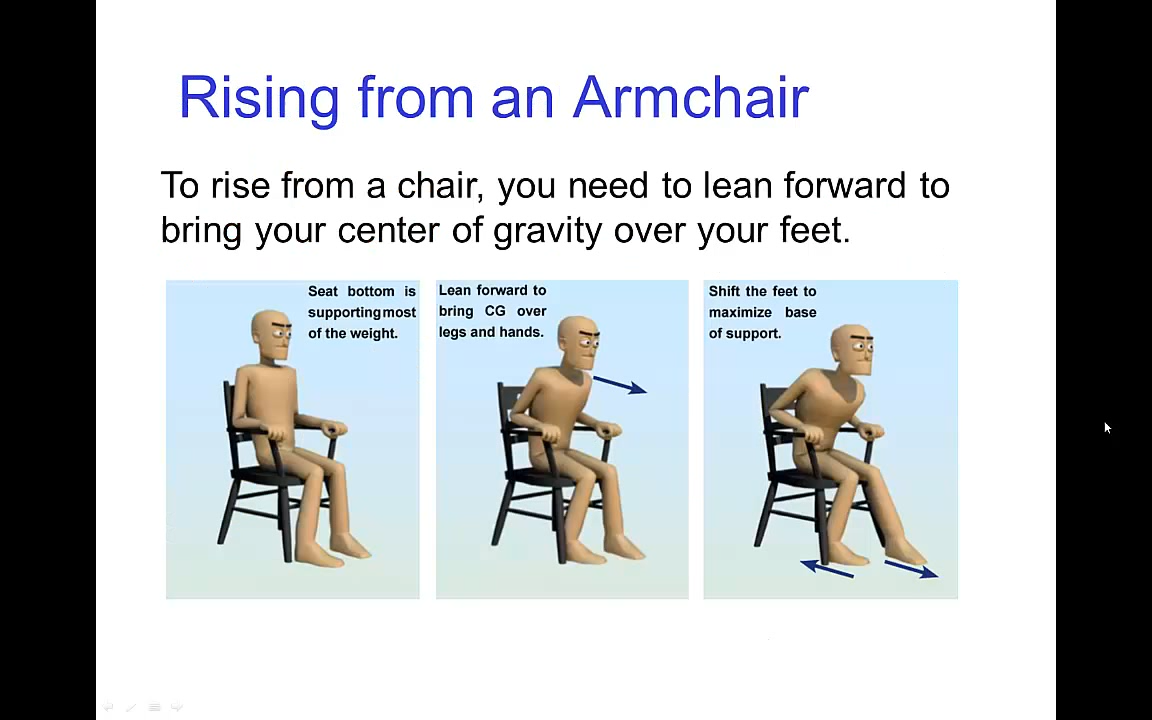 Rising from an Armchair
To rise from a chair, you need to lean forward to
bring your center of gravity over your feet.
Seat bottom is
supporting most
of the weight.
Lean forward to
bring CG over
legs and hands.
Shift the feet to
maximize base
of support.